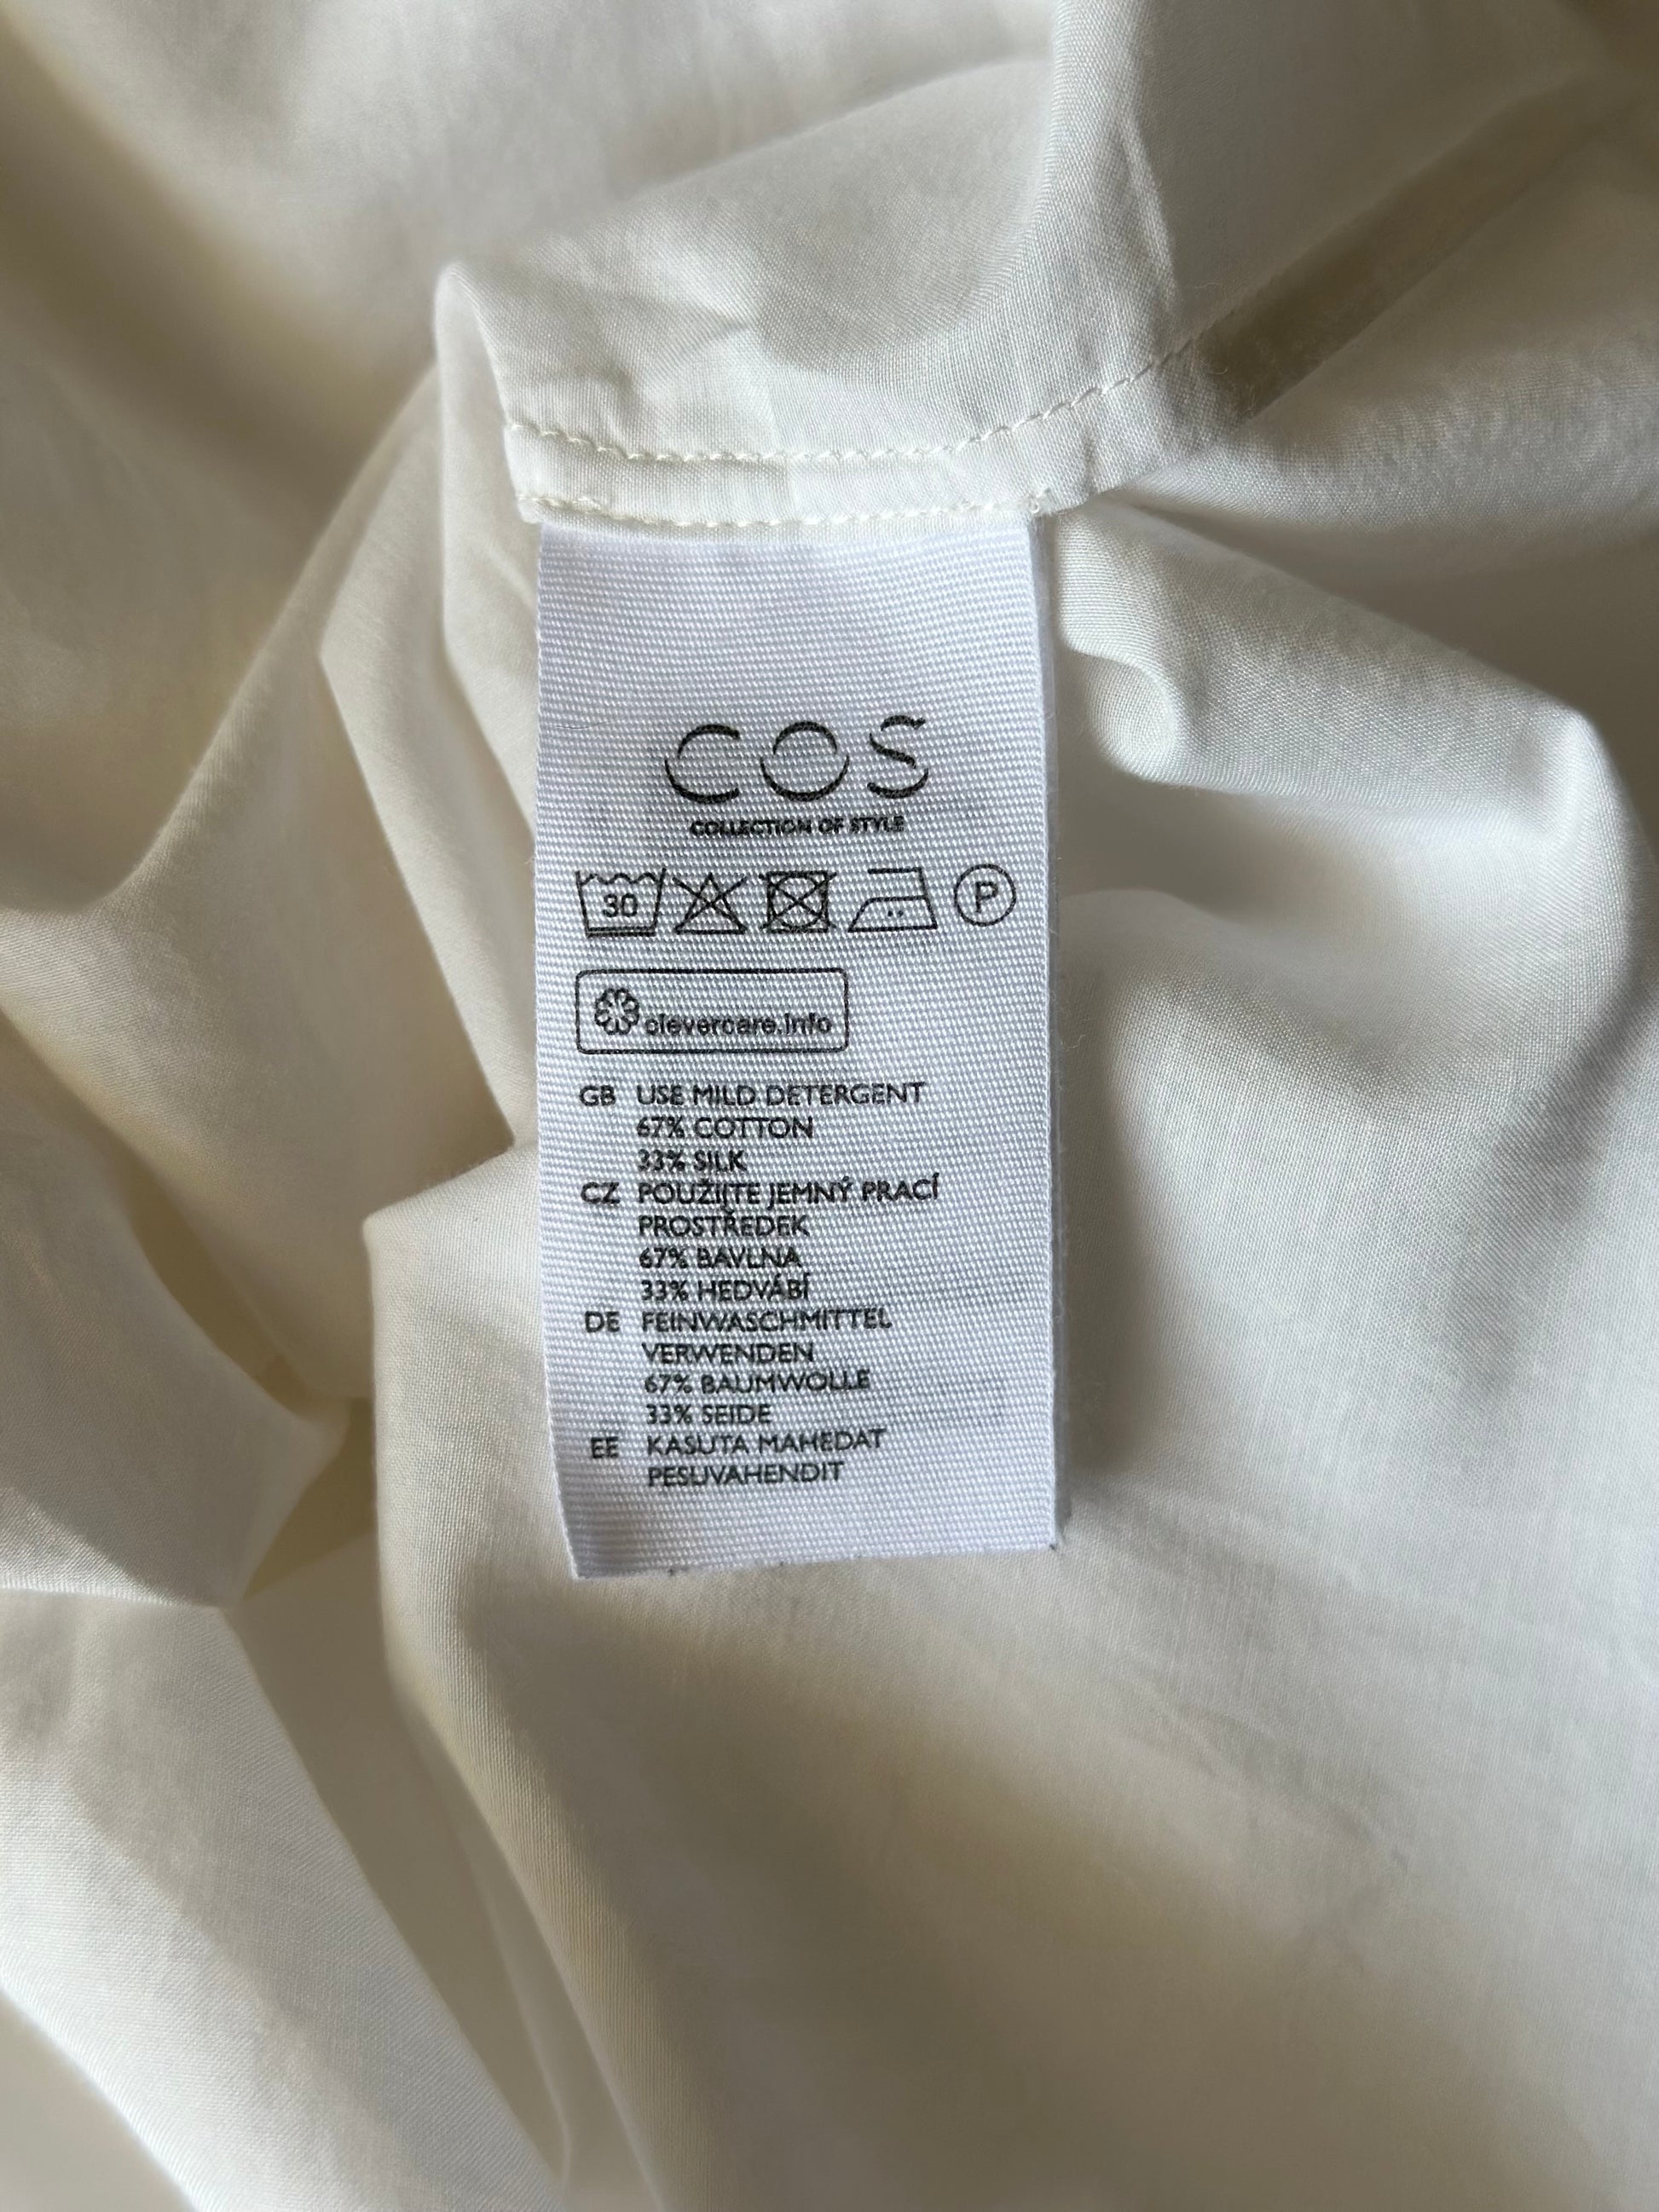 COS
COLLECTION OF STYLE
30 P
clevercare.info
GB USE MILD DETERGENT
67% COTTON
33% SILK
CZ POUŽIJTE JEMNÝ PRACÍ
PROSTŘEDEK
67% BAVLNA
33% HEDVÁBÍ
DE FEINWASCHMITTEL
VERWENDEN
67% BAUMWOLLE
33% SEIDE
EE KASUTA MAHEDAT
PESUVAHENDIT